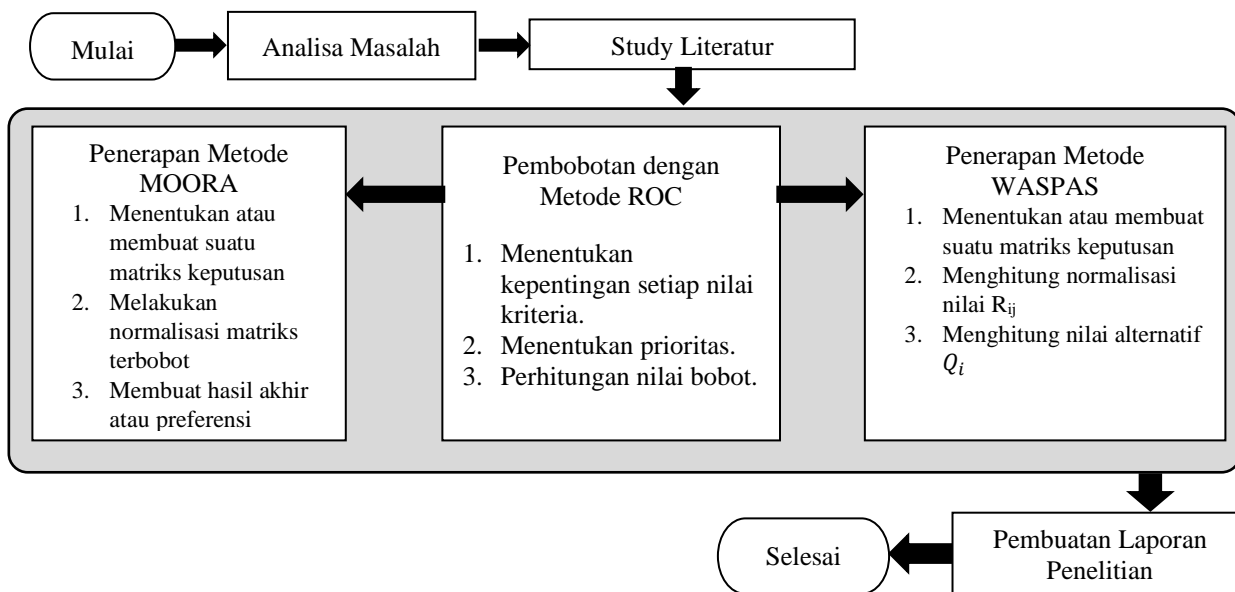 Mulai
Analisa Masalah
Study Literatur
Penerapan Metode
MOORA
1. Menentukan atau
membuat suatu
matriks keputusan
2. Melakukan
normalisasi matriks
terbobot
3. Membuat hasil akhir
atau preferensi
Pembobotan dengan
Metode ROC
1. Menentukan
kepentingan setiap nilai
kriteria.
2. Menentukan prioritas.
3. Perhitungan nilai bobot.
Penerapan Metode
WASPAS
1. Menentukan atau membuat
suatu matriks keputusan
2. Menghitung normalisasi
nilai Rᵢⱼ
3. Menghitung nilai alternatif
𝑄𝑖
Selesai
Pembuatan Laporan
Penelitian